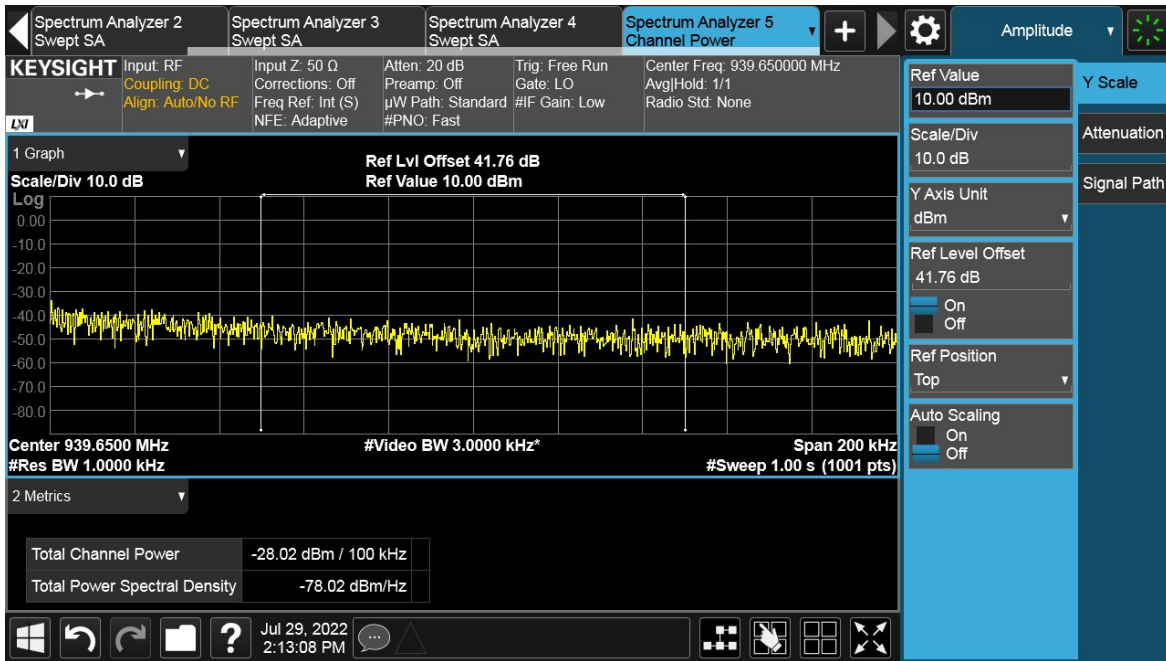 Spectrum Analyzer 2
Swept SA
Spectrum Analyzer 3
Swept SA
Spectrum Analyzer 4
Swept SA
Spectrum Analyzer 5
Channel Power
+
Amplitude
KEYSIGHT
LXI
Input: RF
Coupling: DC
Align: Auto/No RF
Input Z: 50 Ω
Corrections: Off
Freq Ref: Int (S)
NFE: Adaptive
Atten: 20 dB
Preamp: Off
µW Path: Standard
#PNO: Fast
Trig: Free Run
Gate: LO
#IF Gain: Low
Center Freq: 939.650000 MHz
Avg|Hold: 1/1
Radio Std: None
1 Graph
Scale/Div 10.0 dB
Ref Lvl Offset 41.76 dB
Ref Value 10.00 dBm
Log
0.00
-10.0
-20.0
-30.0
-40.0
-50.0
-60.0
-70.0
-80.0
Center 939.6500 MHz
#Video BW 3.0000 kHz*
Span 200 kHz
#Res BW 1.0000 kHz
#Sweep 1.00 s (1001 pts)
2 Metrics
Total Channel Power -28.02 dBm / 100 kHz
Total Power Spectral Density -78.02 dBm/Hz
?
Jul 29, 2022
2:13:08 PM
Ref Value
10.00 dBm
Scale/Div
10.0 dB
Y Axis Unit
dBm
Ref Level Offset
41.76 dB
On
Off
Ref Position
Top
Auto Scaling
On
Off
Y Scale
Attenuation
Signal Path